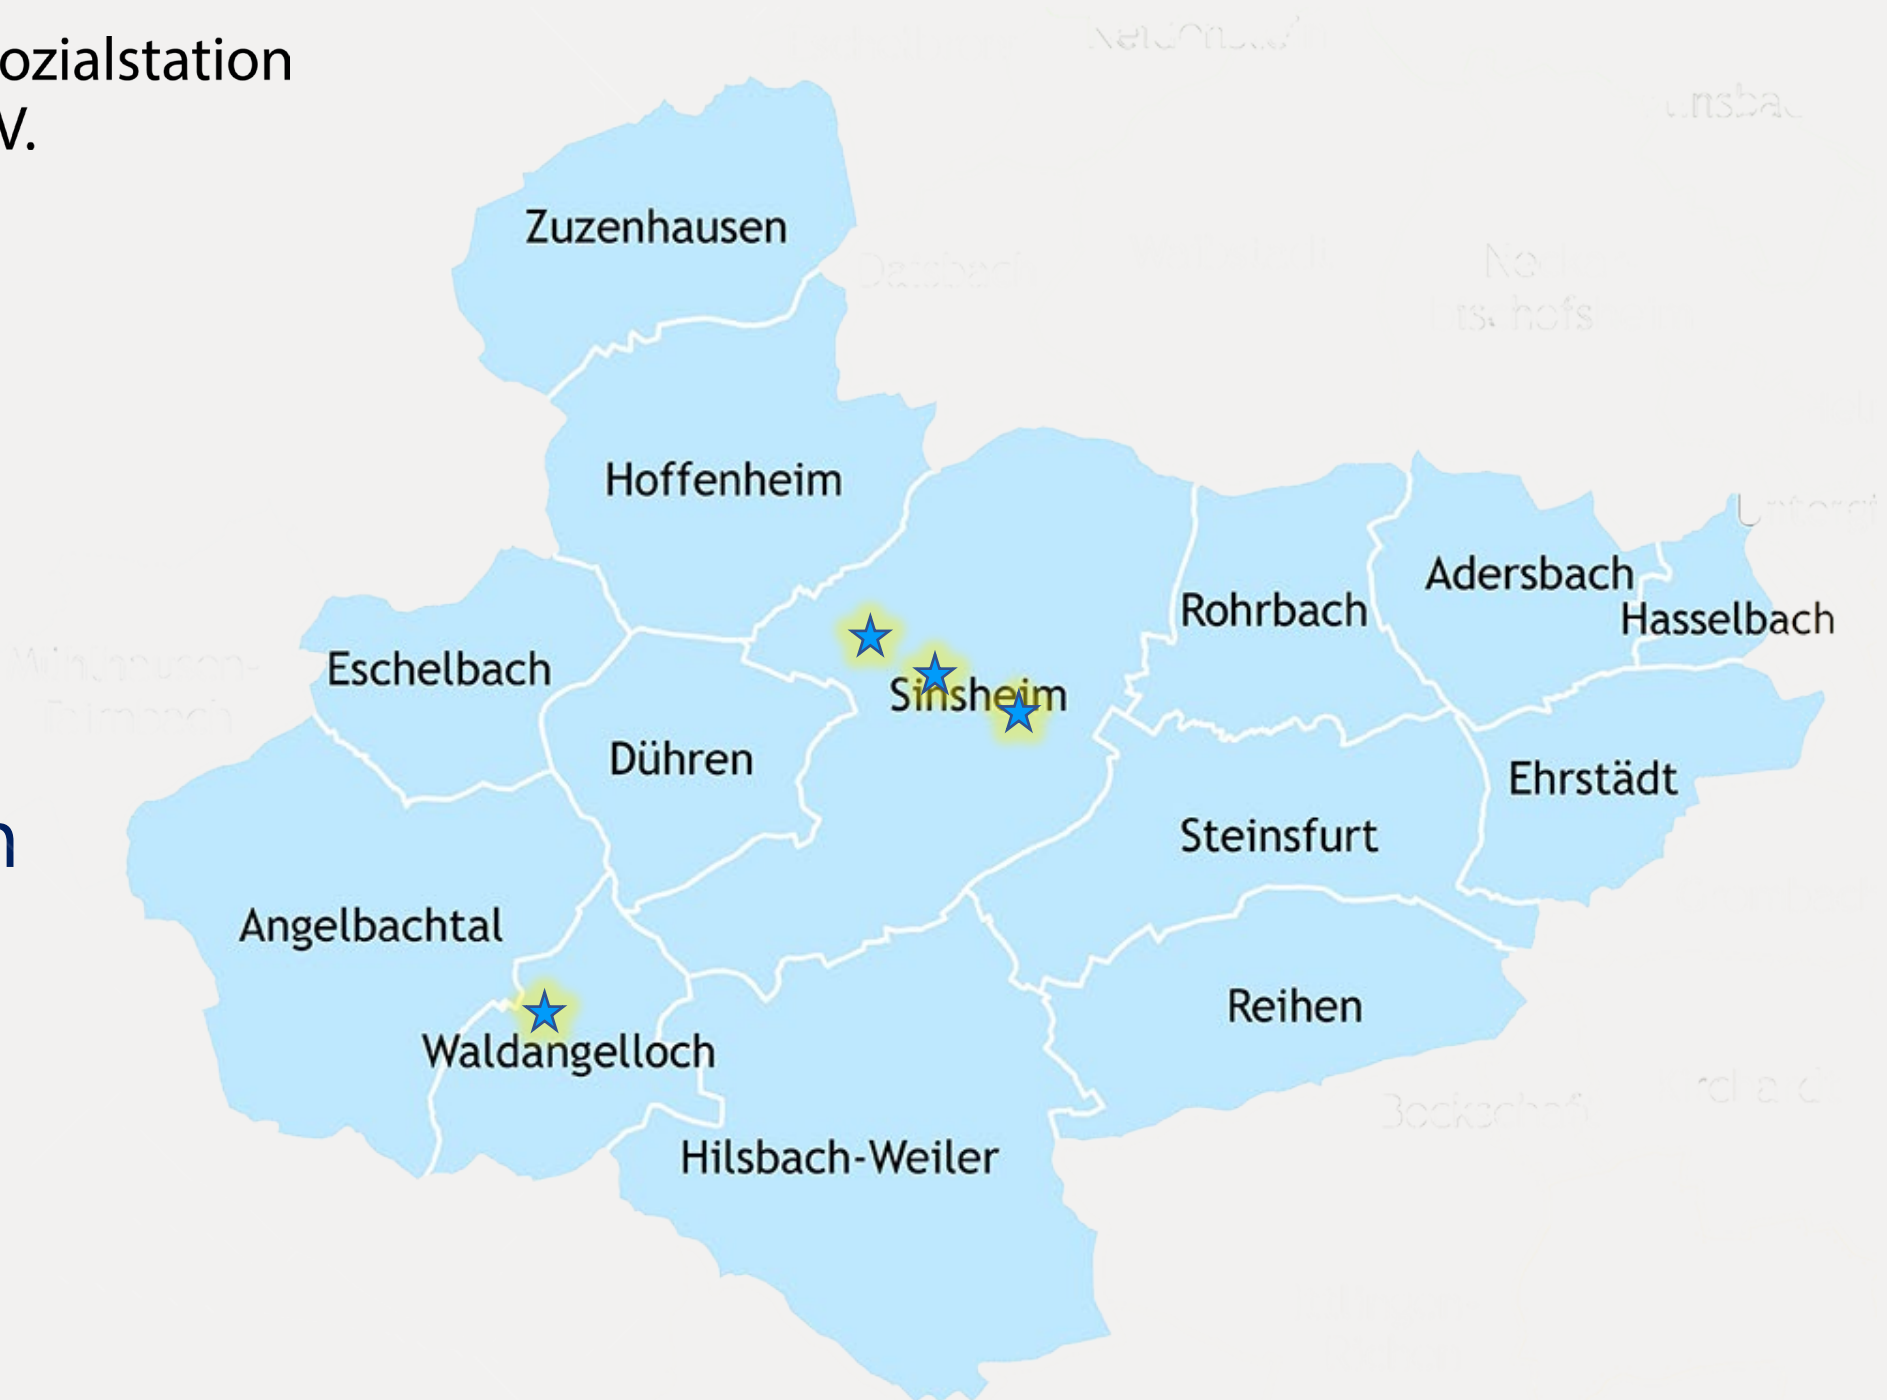 ozialstation
V.
Zuzenhausen
Hoffenheim
Adersbach
Rohrbach
Hasselbach
Eschelbach
Sinsheim
Dühren
Ehrstädt
Steinsfurt
n
Angelbachtal
Reihen
Waldangelloch
Hilsbach-Weiler